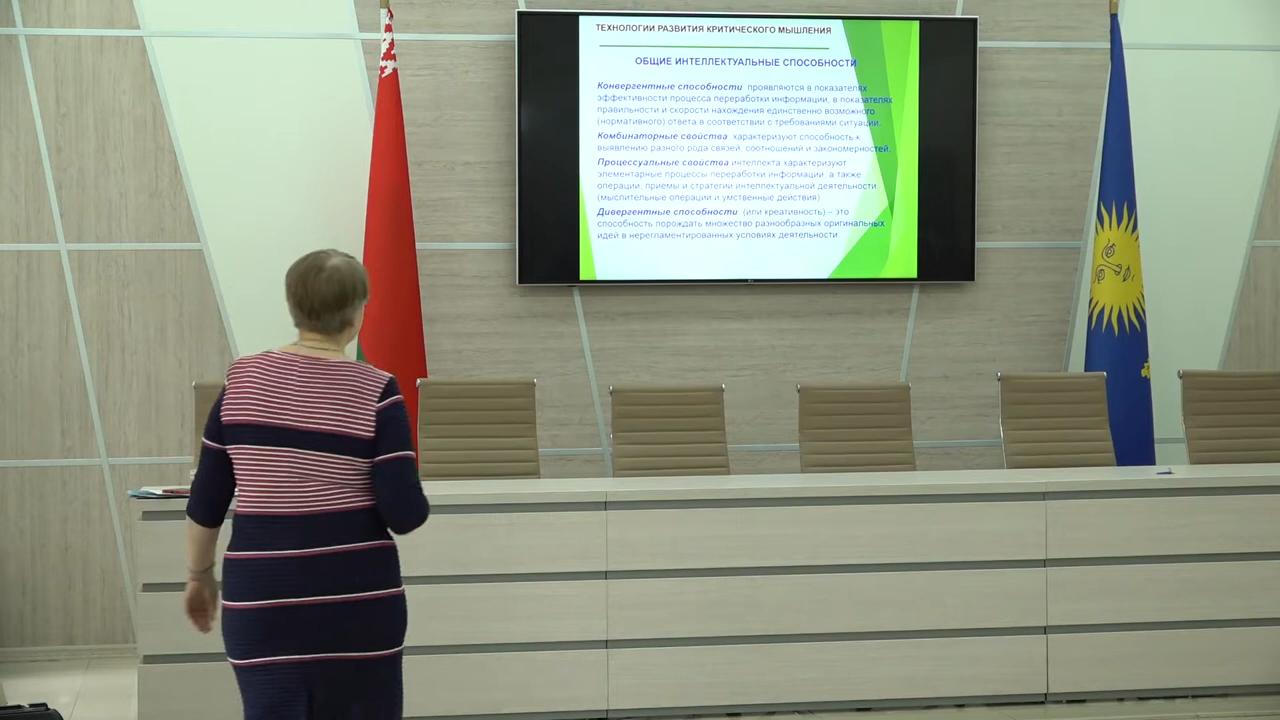 ТЕХНОЛОГИИ РАЗВИТИЯ КРИТИЧЕСКОГО МЫШЛЕНИЯ
ОБЩИЕ ИНТЕЛЛЕКТУАЛЬНЫЕ СПОСОБНОСТИ
Конвергентные способности проявляются в показателях
эффективности процесса переработки информации, в показателях
правильности и скорости нахождения единственно возможного
(нормативного) ответа в соответствии с требованиями ситуации.
Комбинаторные свойства характеризуют способность к
выявлению разного рода связей, соотношений и закономерностей.
Процессуальные свойства интеллекта характеризуют
элементарные процессы переработки информации, а также
операции, приемы и стратегии интеллектуальной деятельности
(мыслительные операции и умственные действия)
Дивергентные способности (или креативность) – это
способность порождать множество разнообразных оригинальных
идей в нерегламентированных условиях деятельности